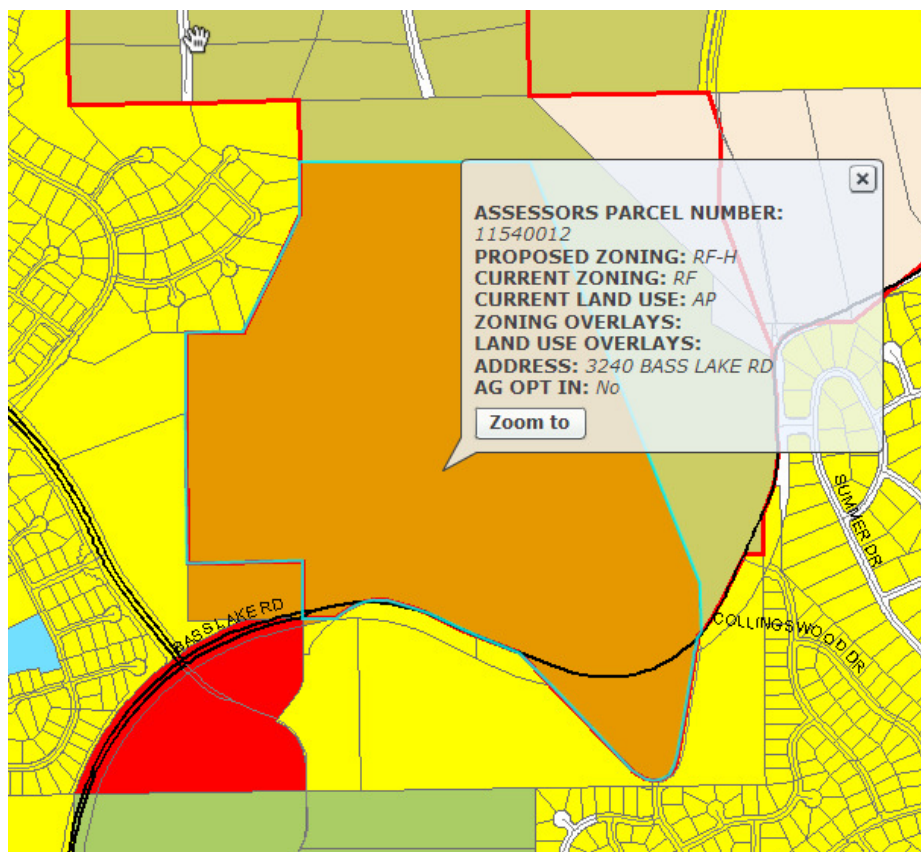 ASSESSORS PARCEL NUMBER:
11540012
PROPOSED ZONING: RF-H
CURRENT ZONING: RF
CURRENT LAND USE: AP
ZONING OVERLAYS:
LAND USE OVERLAYS:
ADDRESS: 3240 BASS LAKE RD
AG OPT IN: No
Zoom to
SUMMER DR
BASS LAKE RD
COLLINGSWOOD DR